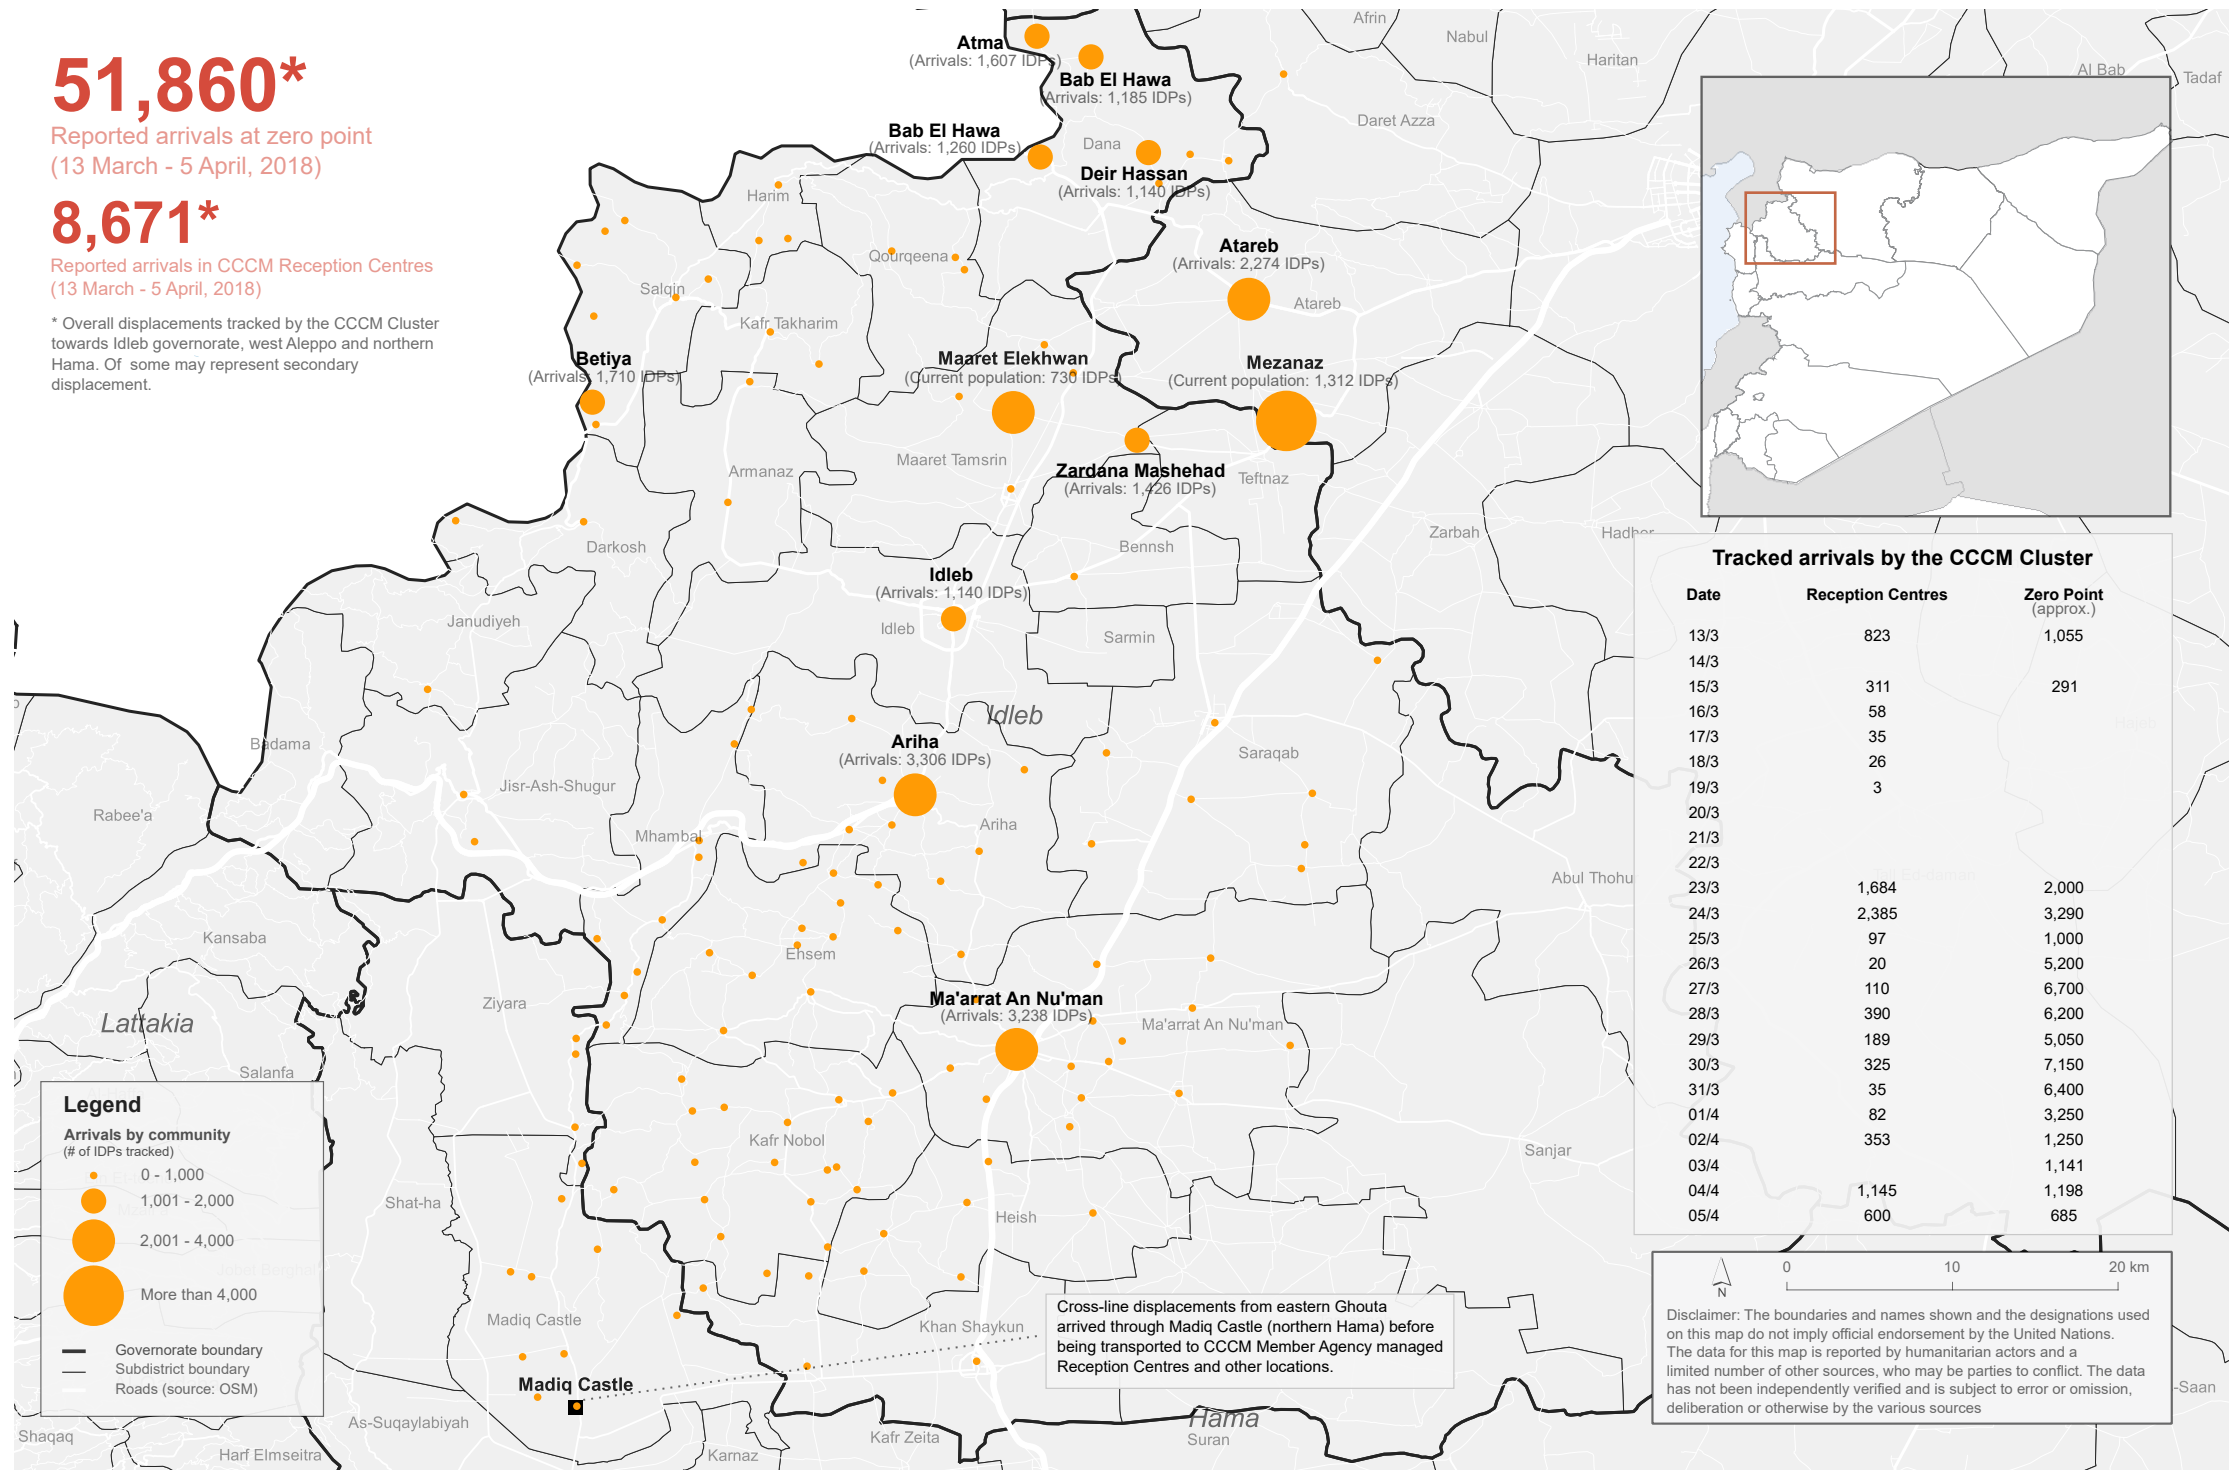 51,860*
Reported arrivals at zero point
(13 March - 5 April, 2018)
8,671*
Reported arrivals in CCCM Reception Centres
(13 March - 5 April, 2018)
* Overall displacements tracked by the CCCM Cluster
towards Idleb governorate, west Aleppo and northern
Hama. Of some may represent secondary
displacement.
Afrin
Nabul
Haritan
Al Bab
Tadaf
Atma
(Arrivals: 1,607 IDPs)
Bab El Hawa
(Arrivals: 1,185 IDPs)
Bab El Hawa
(Arrivals: 1,260 IDPs)
Dana
Daret Azza
Deir Hassan
(Arrivals: 1,140 IDPs)
Harim
Qourqeena
Atareb
(Arrivals: 2,274 IDPs)
Atareb
Salqin
Kafr Takharim
Betiya
(Arrivals: 1,710 IDPs)
Maaret Elekhwan
(Current population: 730 IDPs)
Mezanaz
(Current population: 1,312 IDPs)
Maaret Tamsrin
Armanaz
Zardana Mashehad
(Arrivals: 1,426 IDPs)
Teftnaz
Darkosh
Bennsh
Zarbah
Hadher
Idleb
(Arrivals: 1,140 IDPs)
Idleb
Janudiyeh
Sarmin
Idleb
Badama
Ariha
(Arrivals: 3,306 IDPs)
Saraqab
Jisr-Ash-Shugur
Rabee'a
Mhambal
Ariha
Abul Thohu
Kansaba
Ehsem
Ziyara
Lattakia
Ma'arrat An Nu'man
(Arrivals: 3,238 IDPs)
Ma'arrat An Nu'man
Salanfa
Kafr Nobol
Sanjar
Shat-ha
Heish
Madiq Castle
Khan Shaykun
Madiq Castle
As-Suqaylabiyah
Shaqaq
Harf Elmseitra
Karnaz
Kafr Zeita
Hama
Suran
-Saan
Cross-line displacements from eastern Ghouta
arrived through Madiq Castle (northern Hama) before
being transported to CCCM Member Agency managed
Reception Centres and other locations.
Legend
Arrivals by community
(# of IDPs tracked)
0 - 1,000
1,001 - 2,000
2,001 - 4,000
More than 4,000
Governorate boundary
Subdistrict boundary
Roads (source: OSM)
Tracked arrivals by the CCCM Cluster
Date Reception Centres Zero Point
(approx.)
13/3 823 1,055
14/3
15/3 311 291
16/3 58
17/3 35
18/3 26
19/3 3
20/3
21/3
22/3
23/3 1,684 2,000
24/3 2,385 3,290
25/3 97 1,000
26/3 20 5,200
27/3 110 6,700
28/3 390 6,200
29/3 189 5,050
30/3 325 7,150
31/3 35 6,400
01/4 82 3,250
02/4 353 1,250
03/4 1,141
04/4 1,145 1,198
05/4 600 685
N
0 10 20 km
Disclaimer: The boundaries and names shown and the designations used
on this map do not imply official endorsement by the United Nations.
The data for this map is reported by humanitarian actors and a
limited number of other sources, who may be parties to conflict. The data
has not been independently verified and is subject to error or omission,
deliberation or otherwise by the various sources